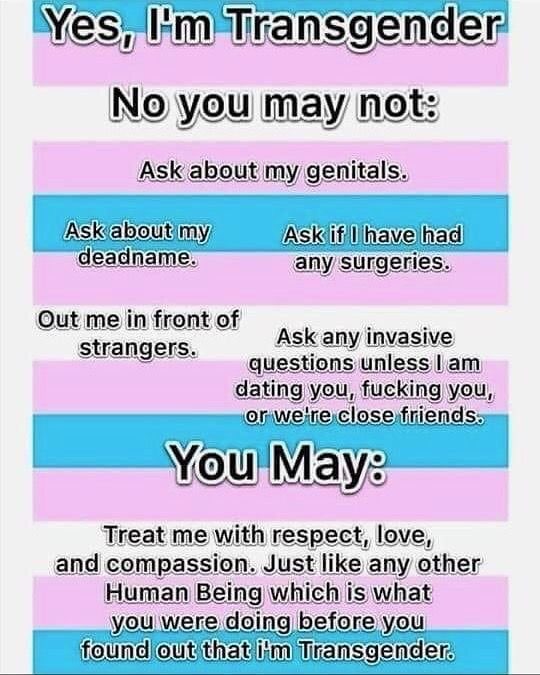 Yes, I'm Transgender
No you may not:
Ask about my genitals.
Ask about my
deadname.
Ask if I have had
any surgeries.
Out me in front of
strangers.
Ask any invasive
questions unless I am
dating you, fucking you,
or we're close friends.
You May:
Treat me with respect, love,
and compassion. Just like any other
Human Being which is what
you were doing before you
found out that i'm Transgender.